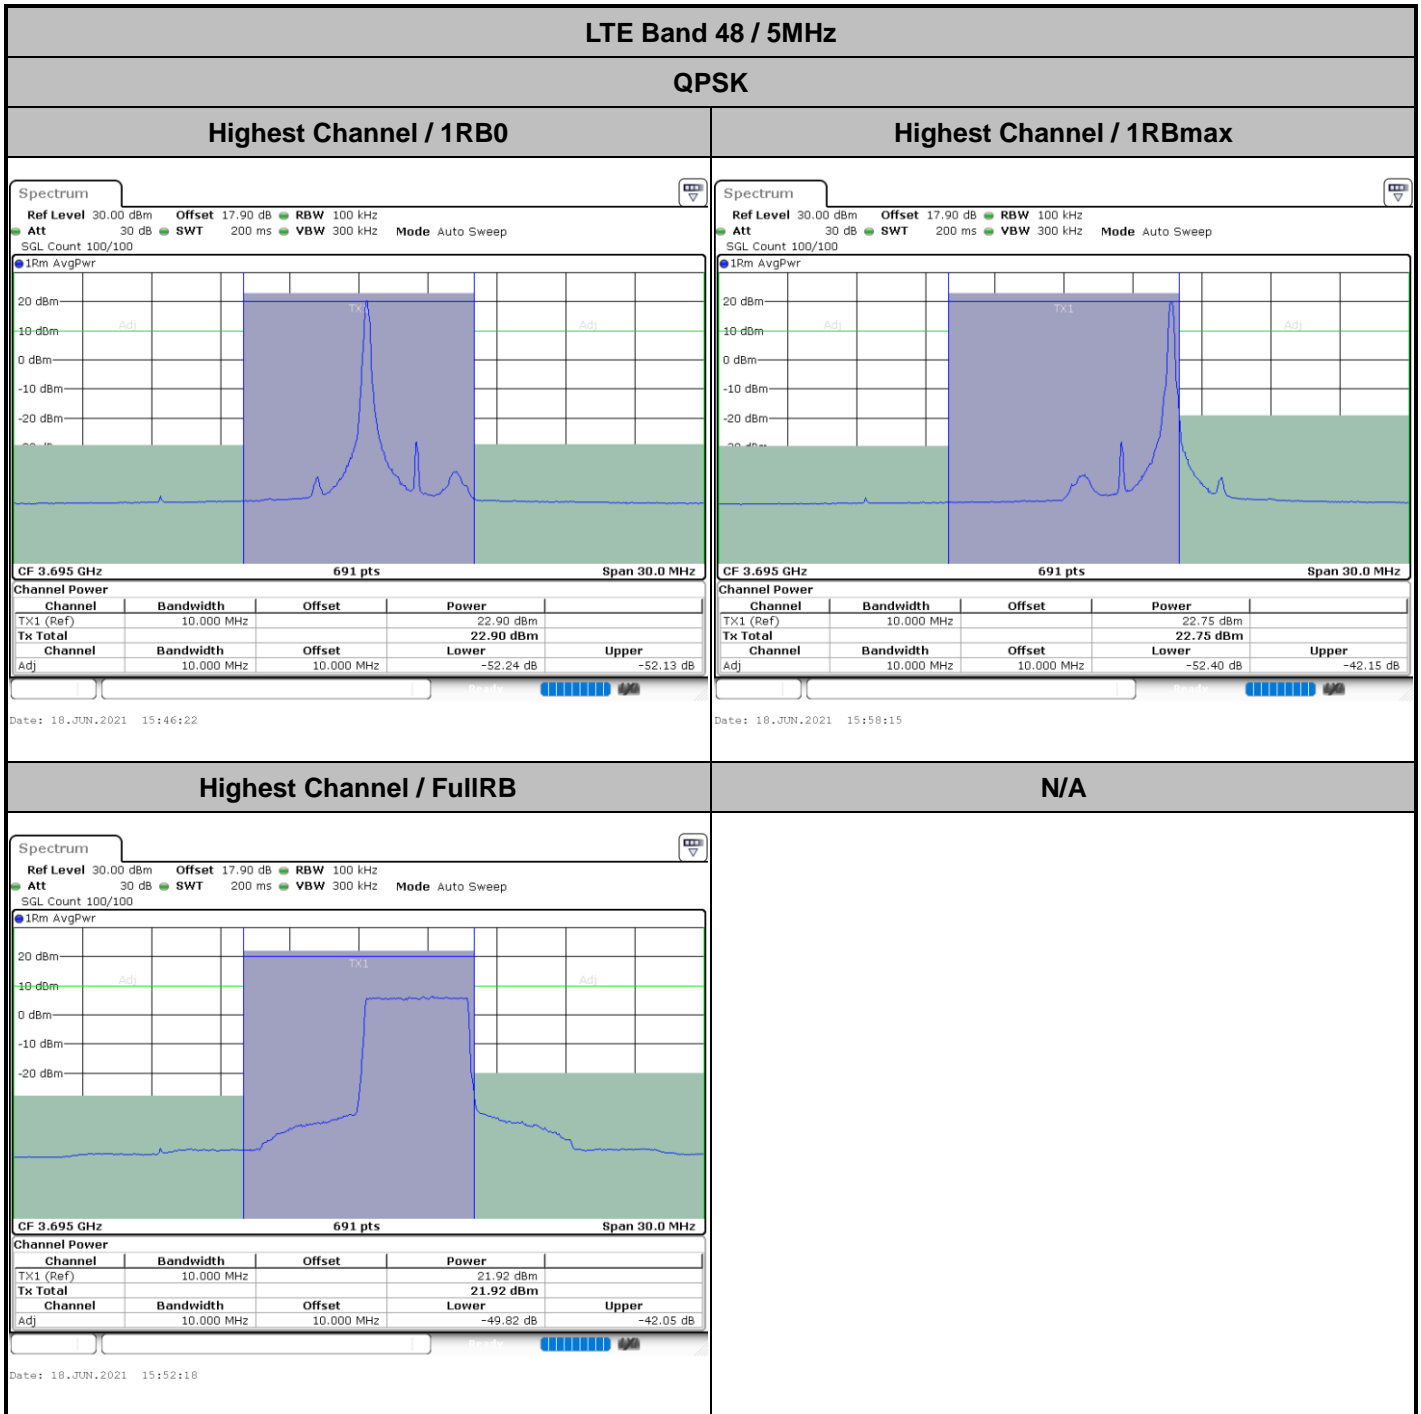 LTE Band 48 / 5MHz
QPSK
Highest Channel / 1RB0
Highest Channel / 1RBmax
Spectrum
Ref Level 30.00 dBm Offset 17.90 dB RBW 100 kHz
Att 30 dB SWT 200 ms VBW 300 kHz Mode Auto Sweep
SGL Count 100/100
1Rm AvgPwr
TX
20 dBm
Adj
Adj
10 dBm
0 dBm
-10 dBm
-20 dBm
CF 3.695 GHz 691 pts Span 30.0 MHz
Channel Power
Channel Bandwidth Offset Power
TX1 (Ref) 10.000 MHz 22.90 dBm
Tx Total 22.90 dBm
Channel Bandwidth Offset Lower Upper
Adj 10.000 MHz 10.000 MHz -52.24 dB -52.13 dB
Ready
Date: 18.JUN.2021 15:46:22
Spectrum
Ref Level 30.00 dBm Offset 17.90 dB RBW 100 kHz
Att 30 dB SWT 200 ms VBW 300 kHz Mode Auto Sweep
SGL Count 100/100
1Rm AvgPwr
20 dBm
TX1
Adj
Adj
10 dBm
0 dBm
-10 dBm
-20 dBm
CF 3.695 GHz 691 pts Span 30.0 MHz
Channel Power
Channel Bandwidth Offset Power
TX1 (Ref) 10.000 MHz 22.75 dBm
Tx Total 22.75 dBm
Channel Bandwidth Offset Lower Upper
Adj 10.000 MHz 10.000 MHz -52.40 dB -42.15 dB
Ready
Date: 18.JUN.2021 15:58:15
Highest Channel / FullRB
N/A
Spectrum
Ref Level 30.00 dBm Offset 17.90 dB RBW 100 kHz
Att 30 dB SWT 200 ms VBW 300 kHz Mode Auto Sweep
SGL Count 100/100
1Rm AvgPwr
20 dBm
TX1
Adj
Adj
10 dBm
0 dBm
-10 dBm
-20 dBm
CF 3.695 GHz 691 pts Span 30.0 MHz
Channel Power
Channel Bandwidth Offset Power
TX1 (Ref) 10.000 MHz 21.92 dBm
Tx Total 21.92 dBm
Channel Bandwidth Offset Lower Upper
Adj 10.000 MHz 10.000 MHz -49.82 dB -42.05 dB
Ready
Date: 18.JUN.2021 15:52:18